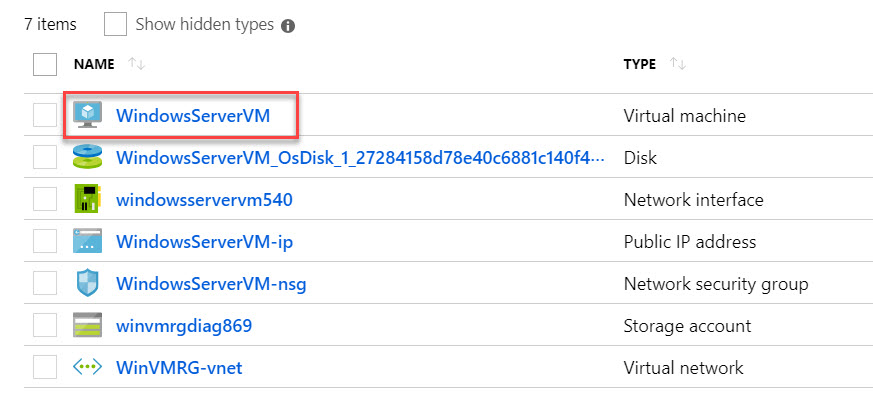 7 items Show hidden types
NAME TYPE
WindowsServerVM Virtual machine
WindowsServerVM_OsDisk_1_27284158d78e40c6881c140f4··· Disk
windowsservervm540 Network interface
WindowsServerVM-ip Public IP address
WindowsServerVM-nsg Network security group
winvmrgdiag869 Storage account
WinVMRG-vnet Virtual network